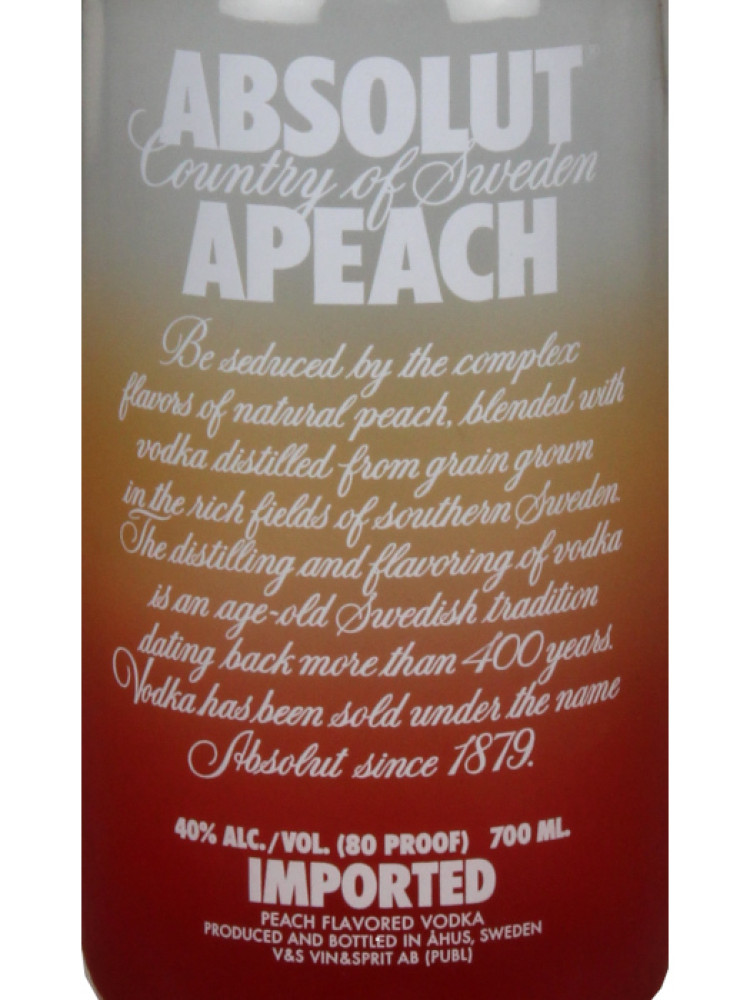 ABSOLUT
Country of Sweden
APEACH
Be seduced by the complex
flavors of natural peach, blended with
vodka distilled from grain grown
in the rich fields of southern Sweden.
The distilling and flavoring of vodka
is an age-old Swedish tradition
dating back more than 400 years.
Vodka has been sold under the name
Absolut since 1879.
40% ALC./VOL. (80 PROOF) 700 ML.
IMPORTED
PEACH FLAVORED VODKA
PRODUCED AND BOTTLED IN ÅHUS, SWEDEN
V&S VIN&SPRIT AB (PUBL)